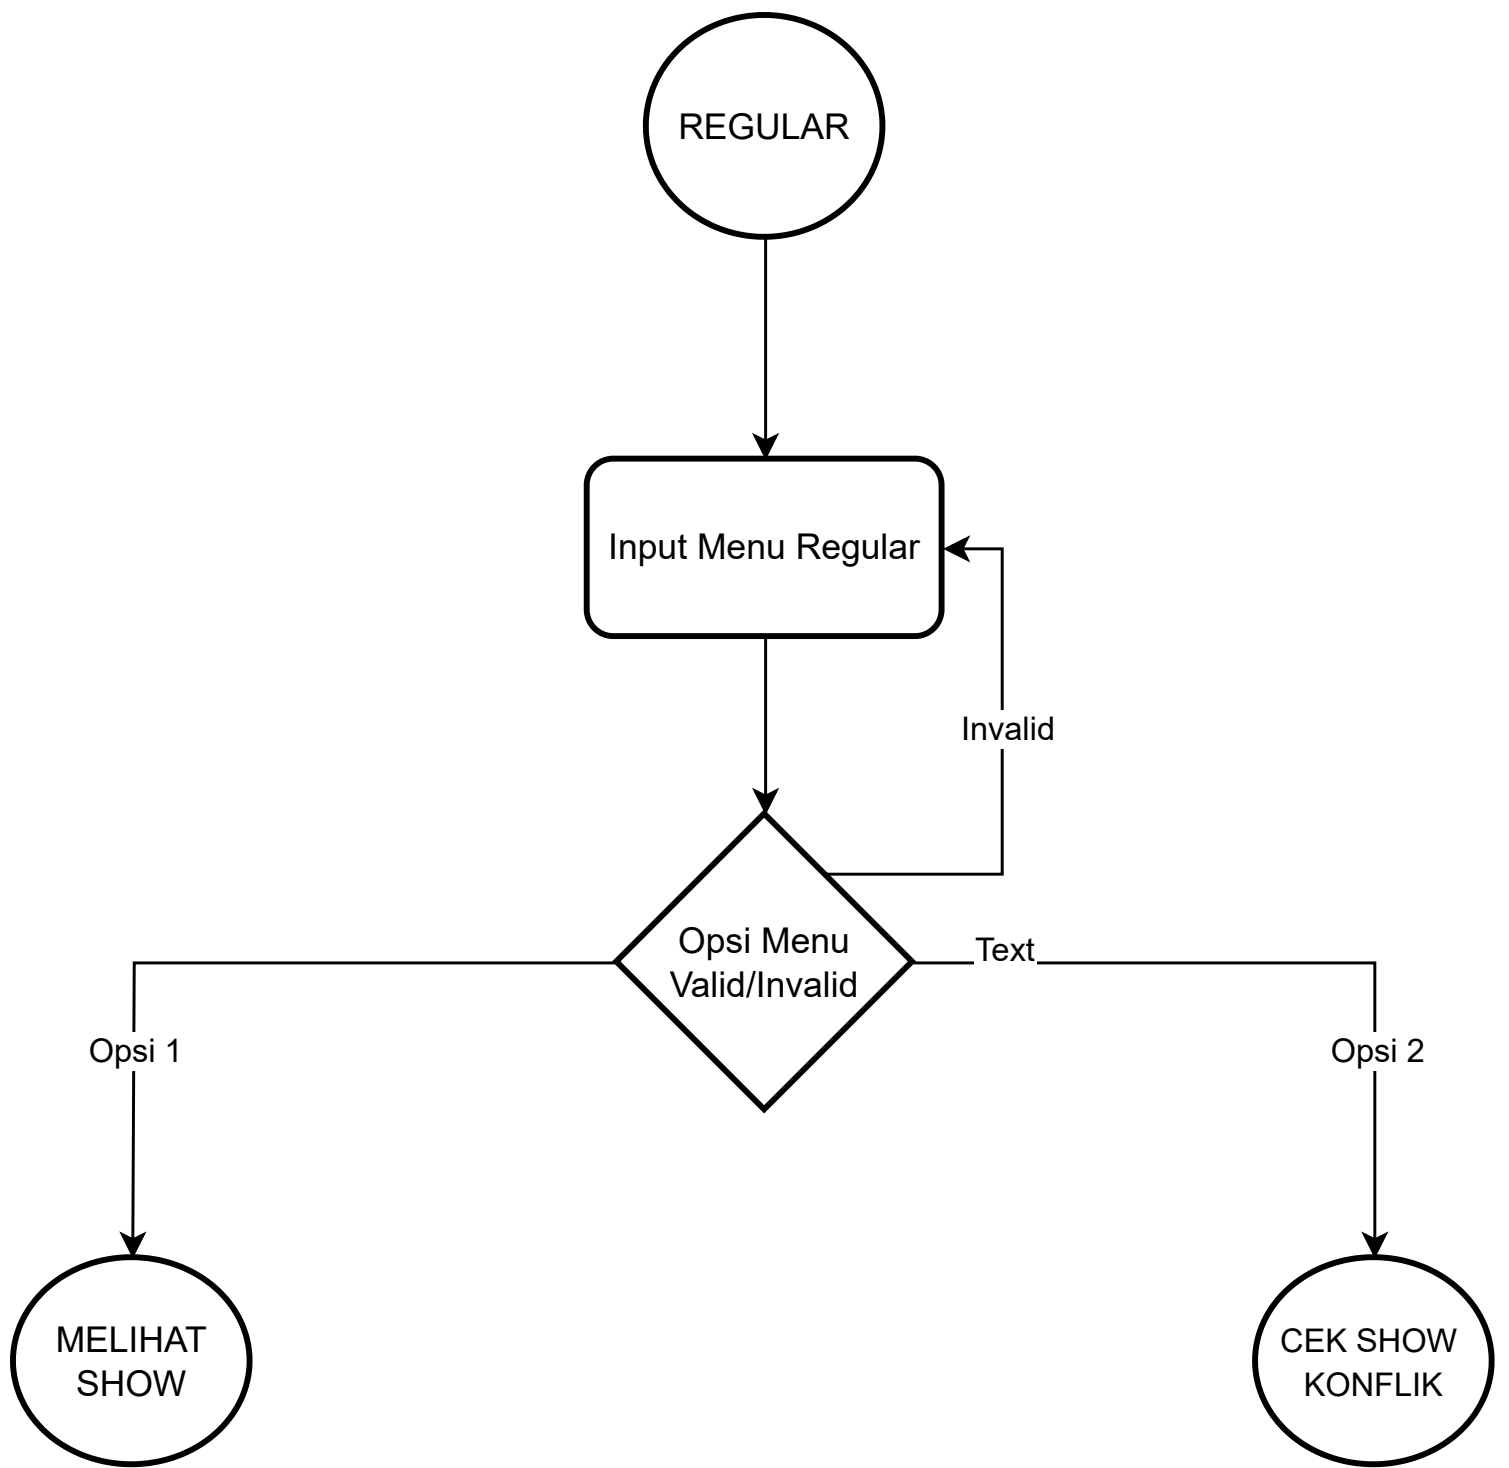 REGULAR
Input Menu Regular
Invalid
Opsi Menu
Valid/Invalid
Text
Opsi 1
Opsi 2
MELIHAT
SHOW
CEK SHOW
KONFLIK